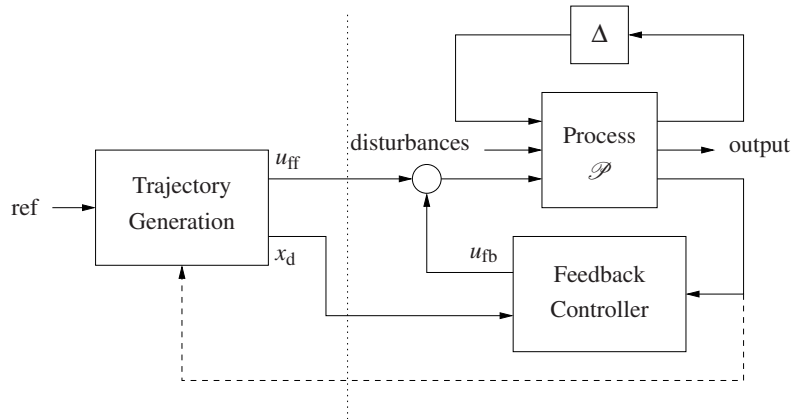 Δ
disturbances
Process
𝒫
output
ref
Trajectory
Generation
u_ff
x_d
u_fb
Feedback
Controller